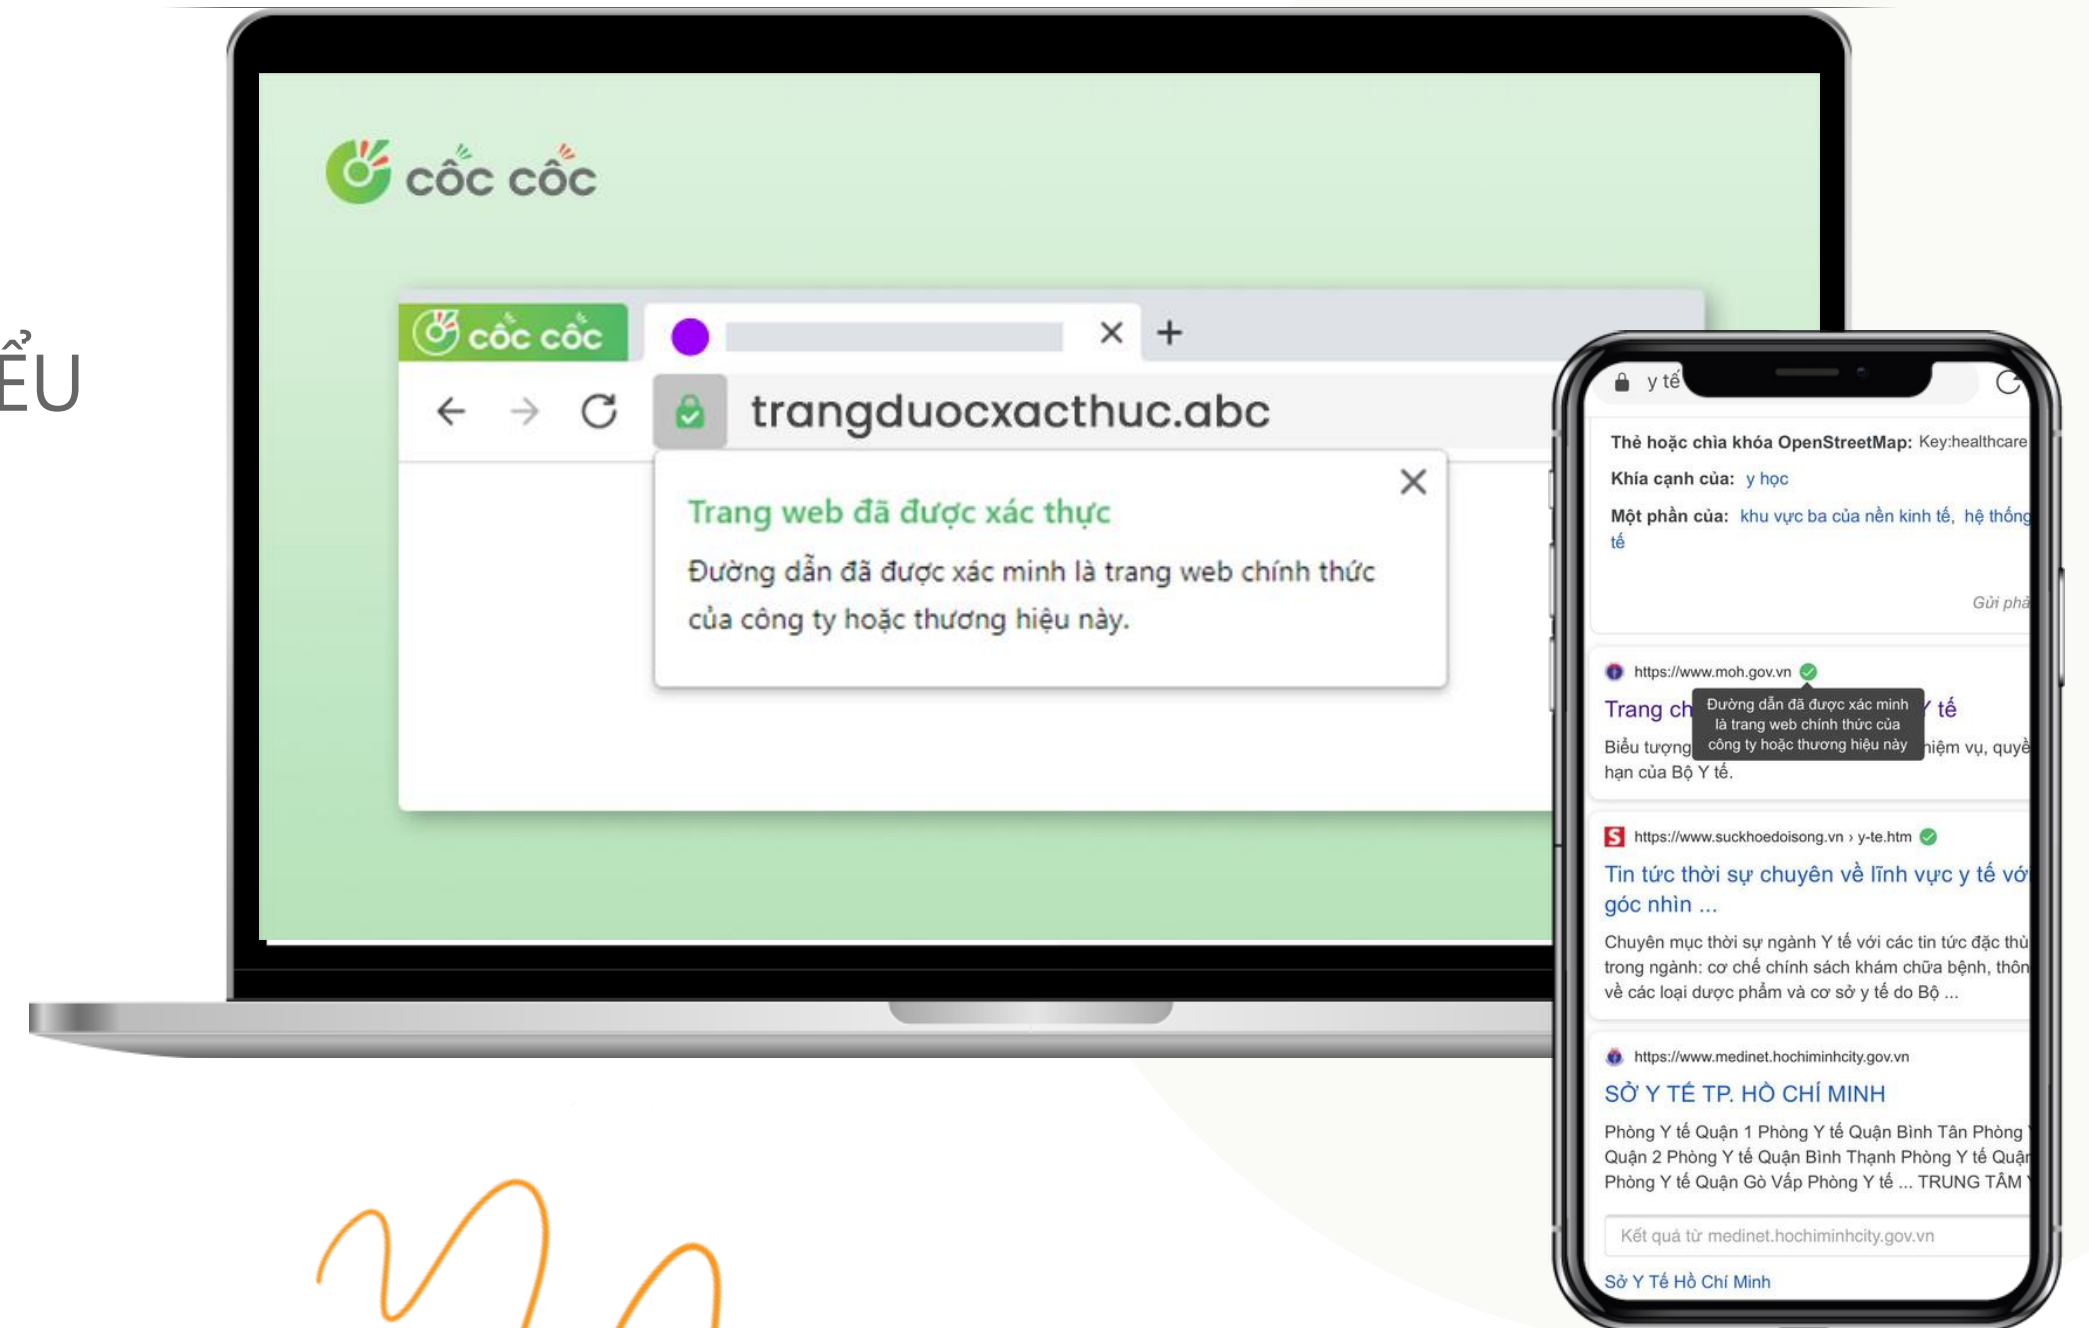 ỂU
cốc cốc
cốc cốc
trangduocxacthuc.abc
Trang web đã được xác thực
Đường dẫn đã được xác minh là trang web chính thức
của công ty hoặc thương hiệu này.
y tế
Thẻ hoặc chìa khóa OpenStreetMap: Key:healthcare
Khía cạnh của: y học
Một phần của: khu vực ba của nền kinh tế, hệ thống
tế
Gửi phả
https://www.moh.gov.vn
Trang ch Y tế
Đường dẫn đã được xác minh
là trang web chính thức của
công ty hoặc thương hiệu này
Biểu tượng hiệm vụ, quyề
hạn của Bộ Y tế.
https://www.suckhoedoisong.vn › y-te.htm
Tin tức thời sự chuyên về lĩnh vực y tế vớ
góc nhìn ...
Chuyên mục thời sự ngành Y tế với các tin tức đặc thù
trong ngành: cơ chế chính sách khám chữa bệnh, thôn
về các loại dược phẩm và cơ sở y tế do Bộ ...
https://www.medinet.hochiminhcity.gov.vn
SỞ Y TẾ TP. HỒ CHÍ MINH
Phòng Y tế Quận 1 Phòng Y tế Quận Bình Tân Phòng
Quận 2 Phòng Y tế Quận Bình Thạnh Phòng Y tế Quận
Phòng Y tế Quận Gò Vấp Phòng Y tế ... TRUNG TÂM
Kết quả từ medinet.hochiminhcity.gov.vn
Sở Y Tế Hồ Chí Minh